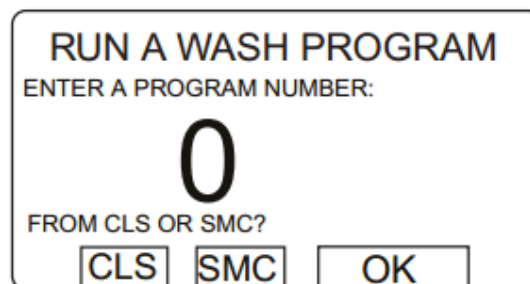 RUN A WASH PROGRAM
ENTER A PROGRAM NUMBER:
0
FROM CLS OR SMC?
CLS SMC OK